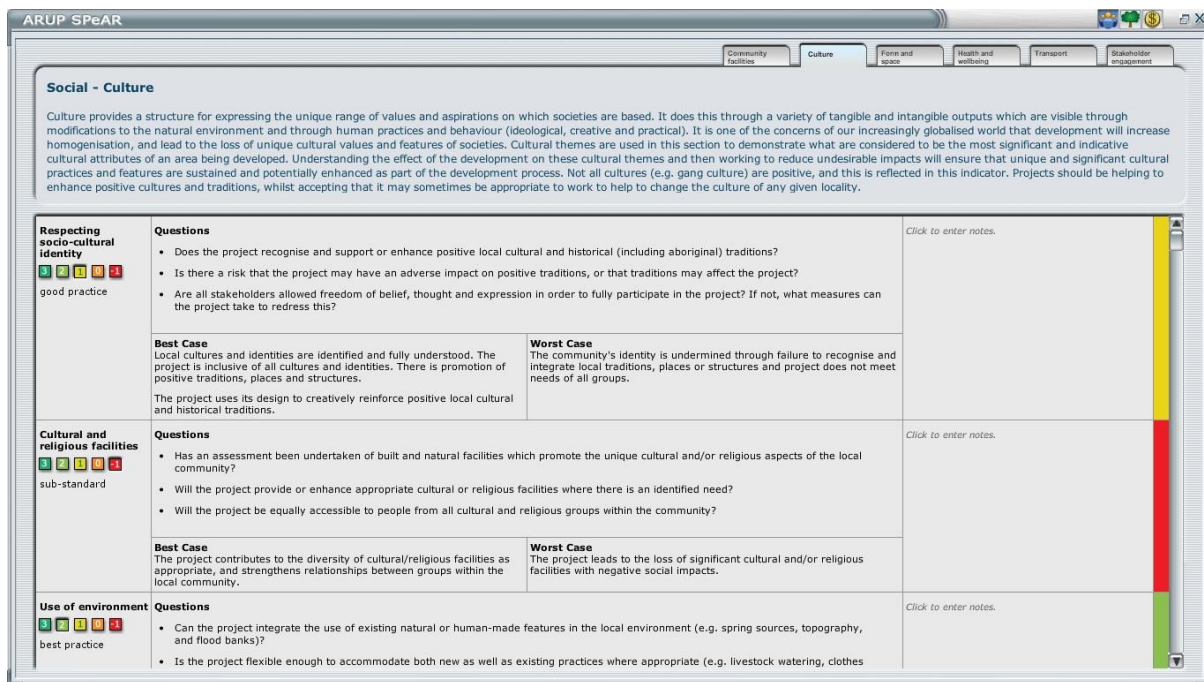 ARUP SPeAR
Community
facilities
Culture
Form and
space
Health and
wellbeing
Transport
Stakeholder
engagement
Social - Culture
Culture provides a structure for expressing the unique range of values and aspirations on which societies are based. It does this through a variety of tangible and intangible outputs which are visible through
modifications to the natural environment and through human practices and behaviour (ideological, creative and practical). It is one of the concerns of our increasingly globalised world that development will increase
homogenisation, and lead to the loss of unique cultural values and features of societies. Cultural themes are used in this section to demonstrate what are considered to be the most significant and indicative
cultural attributes of an area being developed. Understanding the effect of the development on these cultural themes and then working to reduce undesirable impacts will ensure that unique and significant cultural
practices and features are sustained and potentially enhanced as part of the development process. Not all cultures (e.g. gang culture) are positive, and this is reflected in this indicator. Projects should be helping to
enhance positive cultures and traditions, whilst accepting that it may sometimes be appropriate to work to help to change the culture of any given locality.
Respecting
socio-cultural
identity
3 2 1 0 -1
good practice
Questions
• Does the project recognise and support or enhance positive local cultural and historical (including aboriginal) traditions?
• Is there a risk that the project may have an adverse impact on positive traditions, or that traditions may affect the project?
• Are all stakeholders allowed freedom of belief, thought and expression in order to fully participate in the project? If not, what measures can
the project take to redress this?
Best Case
Local cultures and identities are identified and fully understood. The
project is inclusive of all cultures and identities. There is promotion of
positive traditions, places and structures.
The project uses its design to creatively reinforce positive local cultural
and historical traditions.
Worst Case
The community's identity is undermined through failure to recognise and
integrate local traditions, places or structures and project does not meet
needs of all groups.
Click to enter notes.
Cultural and
religious facilities
3 2 1 0 -1
sub-standard
Questions
• Has an assessment been undertaken of built and natural facilities which promote the unique cultural and/or religious aspects of the local
community?
• Will the project provide or enhance appropriate cultural or religious facilities where there is an identified need?
• Will the project be equally accessible to people from all cultural and religious groups within the community?
Best Case
The project contributes to the diversity of cultural/religious facilities as
appropriate, and strengthens relationships between groups within the
local community.
Worst Case
The project leads to the loss of significant cultural and/or religious
facilities with negative social impacts.
Click to enter notes.
Use of environment
3 2 1 0 -1
best practice
Questions
• Can the project integrate the use of existing natural or human-made features in the local environment (e.g. spring sources, topography,
and flood banks)?
• Is the project flexible enough to accommodate both new as well as existing practices where appropriate (e.g. livestock watering, clothes
Click to enter notes.